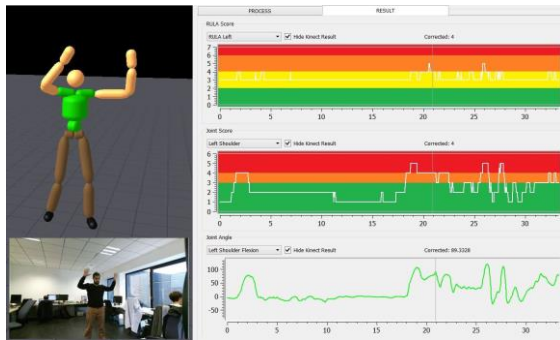 PROCESS
RESULT
RULA Score
RULA Left
Hide Kinect Result
Corrected: 4
7
6
5
4
3
2
1
0
0 5 10 15 20 25 30
Joint Score
Left Shoulder
Hide Kinect Result
Corrected: 4
6
5
4
3
2
1
0
0 5 10 15 20 25 30
Joint Angle
Left Shoulder Flexion
Hide Kinect Result
Corrected: 99.3328
100
50
0
-50
0 5 10 15 20 25 30